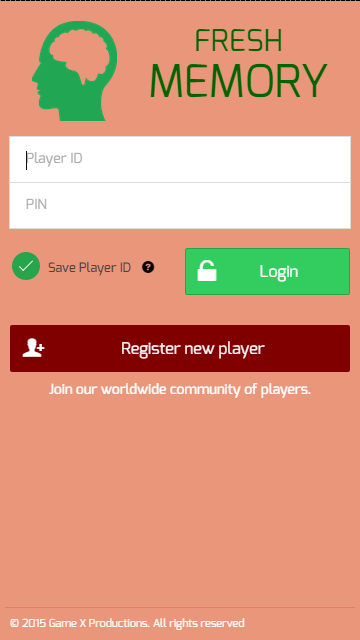 FRESH
MEMORY
Player ID
PIN
Save Player ID ?
Login
Register new player
Join our worldwide community of players.
© 2015 Game X Productions. All rights reserved